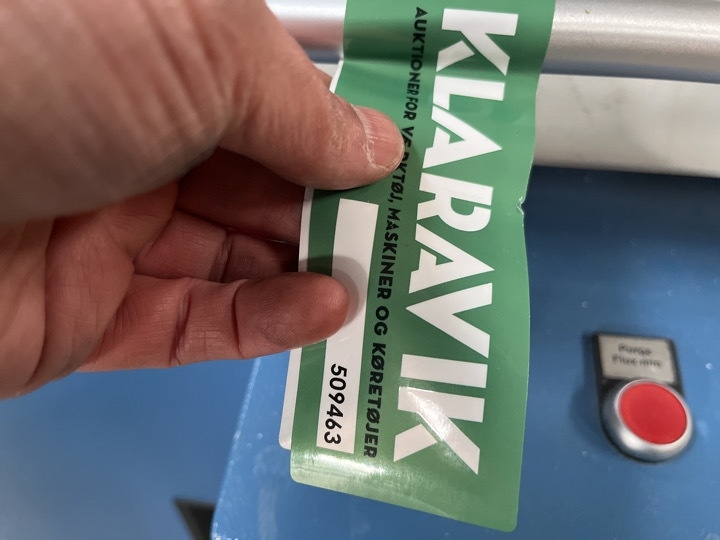 KLARAVIK
AUKTIONER FOR VÆRKTØJ, MASKINER OG KØRETØJER
509463